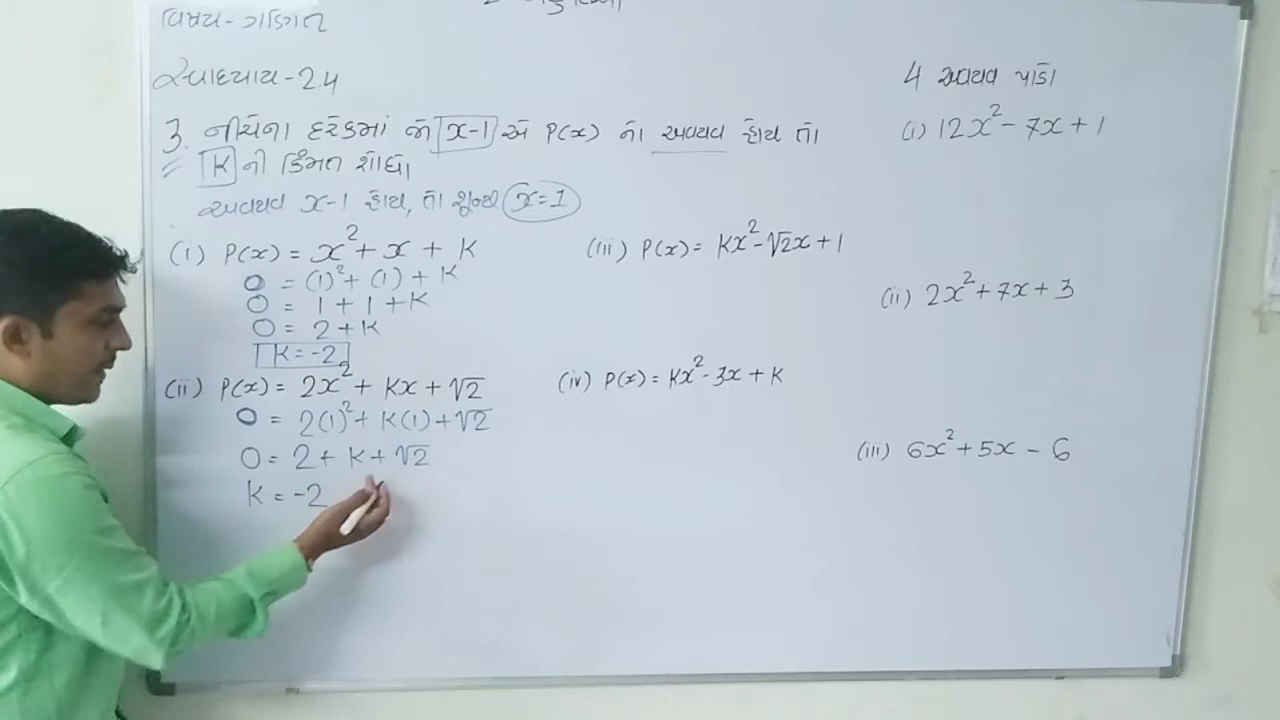 વિષય - ગણિત
સ્વાધ્યાય - 2.4
3. નીચેના દરેકમાં જો x-1 એ P(x) નો અવયવ હોય તો
K ની કિંમત શોધો
અવયવ x-1 હોય, તો શૂન્ય x=1
(i) P(x) = x² + x + K
0 = (1)² + (1) + K
0 = 1 + 1 + K
0 = 2 + K
K = -2
(ii) P(x) = 2x² + Kx + √2
0 = 2(1)² + K(1) + √2
0 = 2 + K + √2
K = -2
(iii) P(x) = Kx² - √2x + 1
(iv) P(x) = Kx² - 3x + K
4 અવયવ પાડો
(i) 12x² - 7x + 1
(ii) 2x² + 7x + 3
(iii) 6x² + 5x - 6